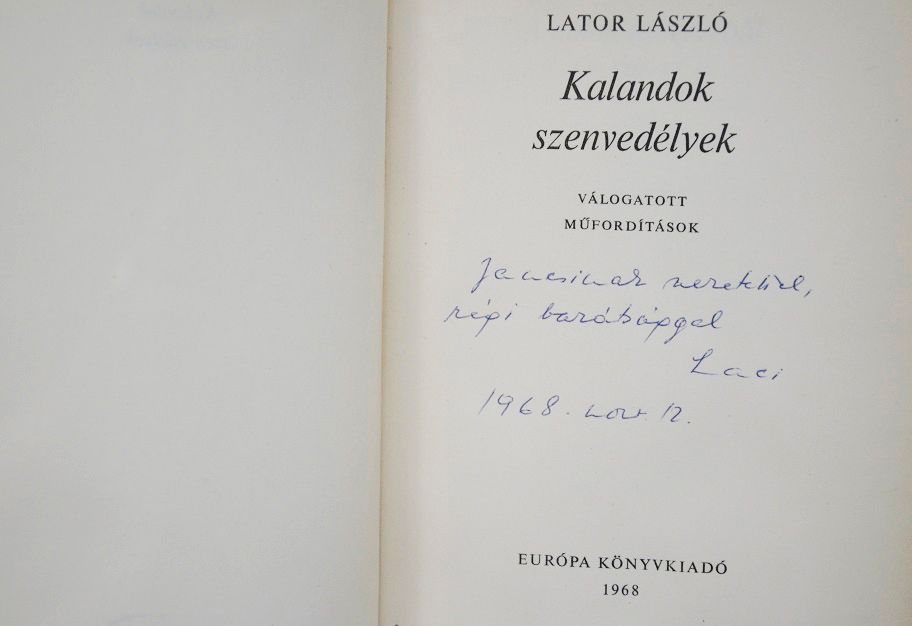 LATOR LÁSZLÓ
Kalandok
szenvedélyek
VÁLOGATOTT
MŰFORDÍTÁSOK
Jancsinak szeretettel,
régi barátsággal
Laci
1968. nov. 12.
EURÓPA KÖNYVKIADÓ
1968